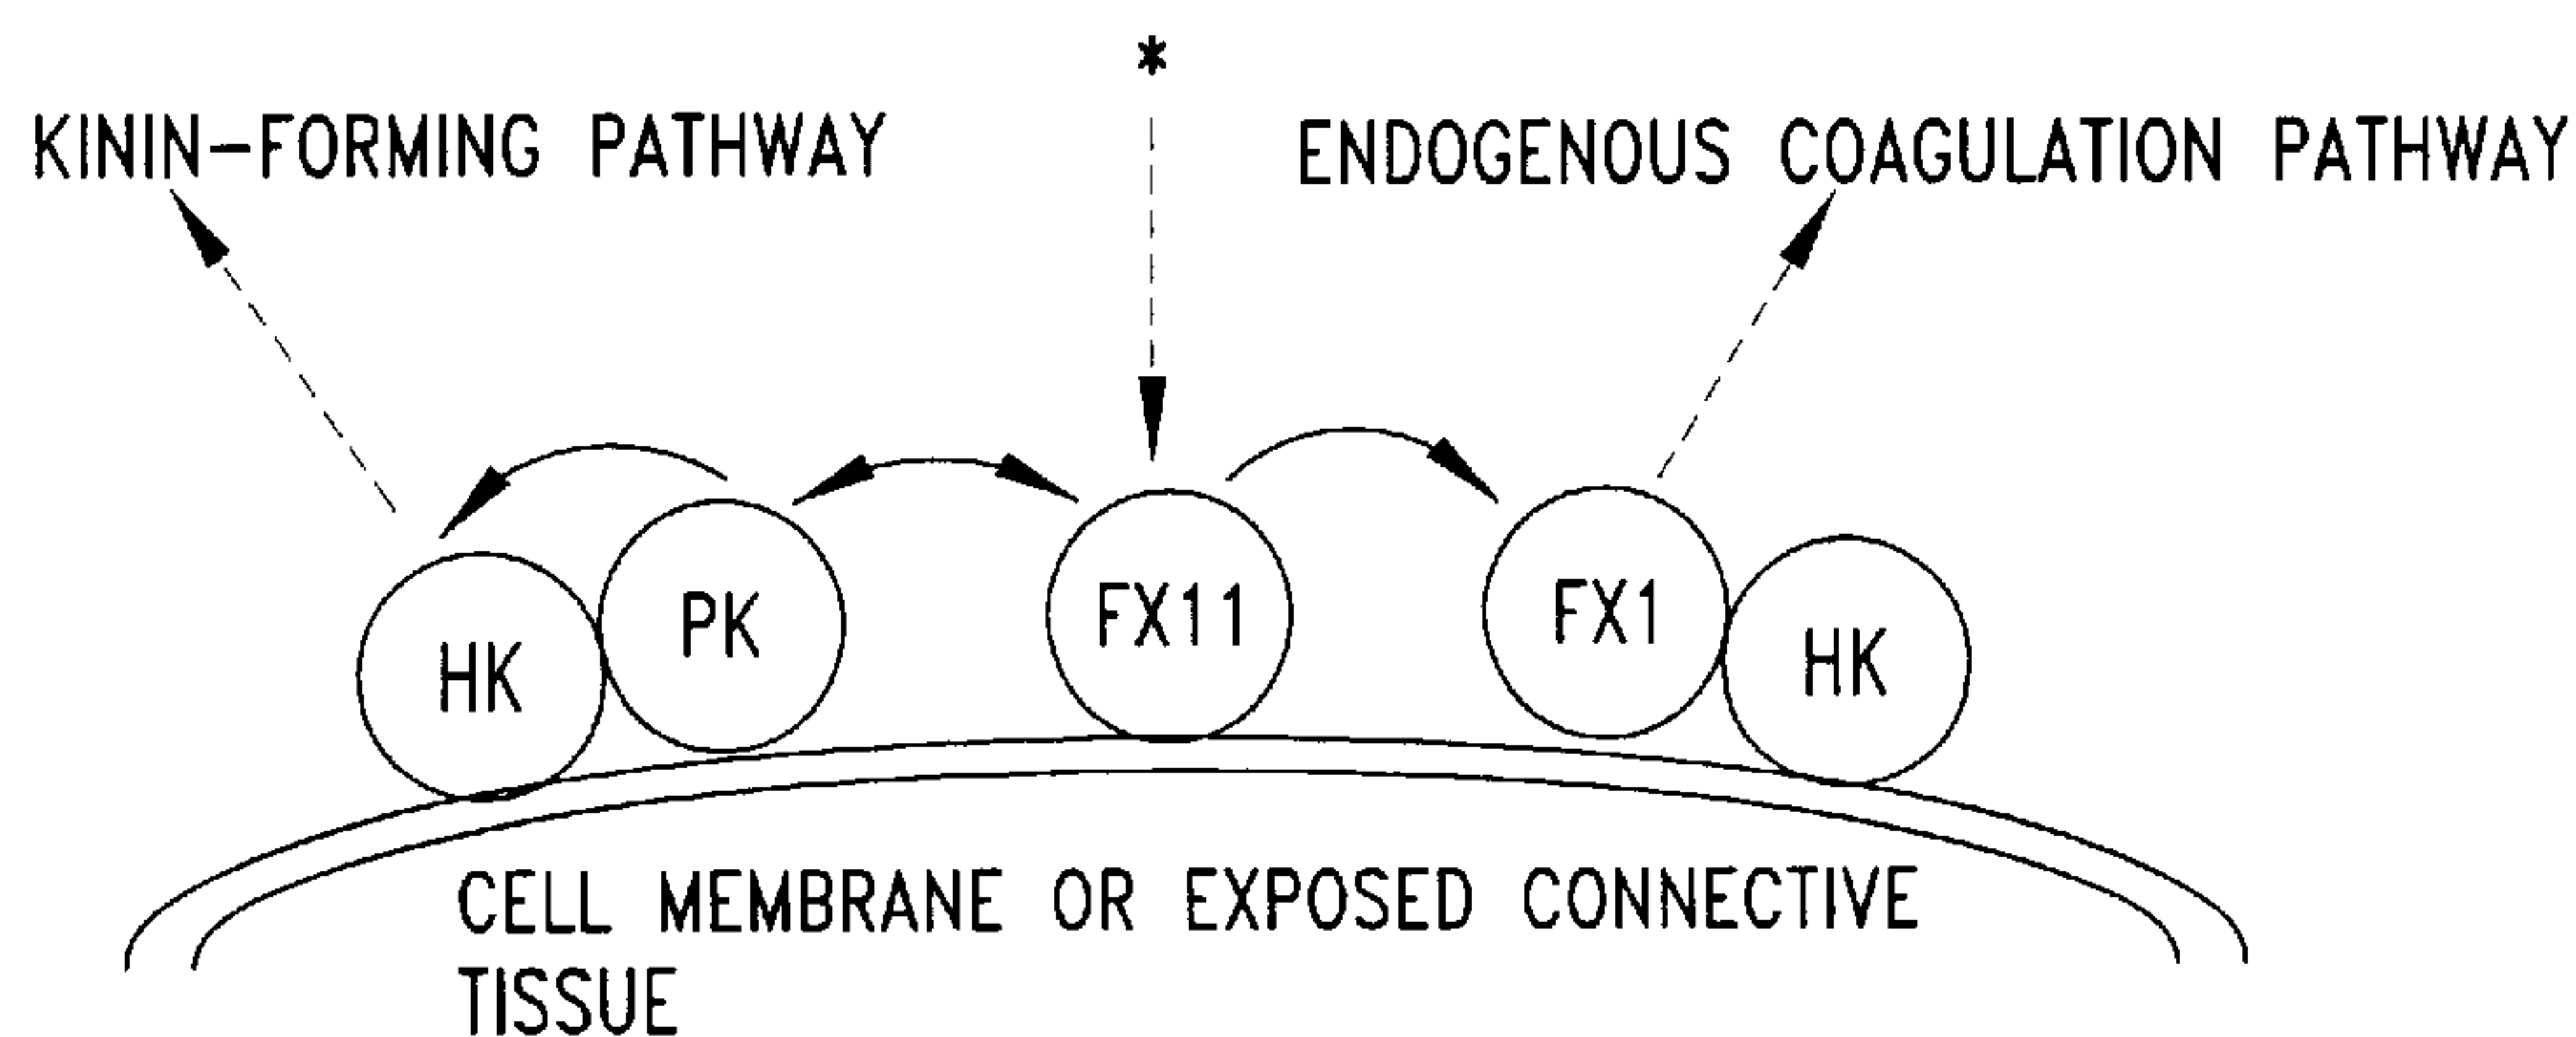 *
KININ-FORMING PATHWAY
ENDOGENOUS COAGULATION PATHWAY
HK
PK
FX11
FX1
HK
CELL MEMBRANE OR EXPOSED CONNECTIVE
TISSUE